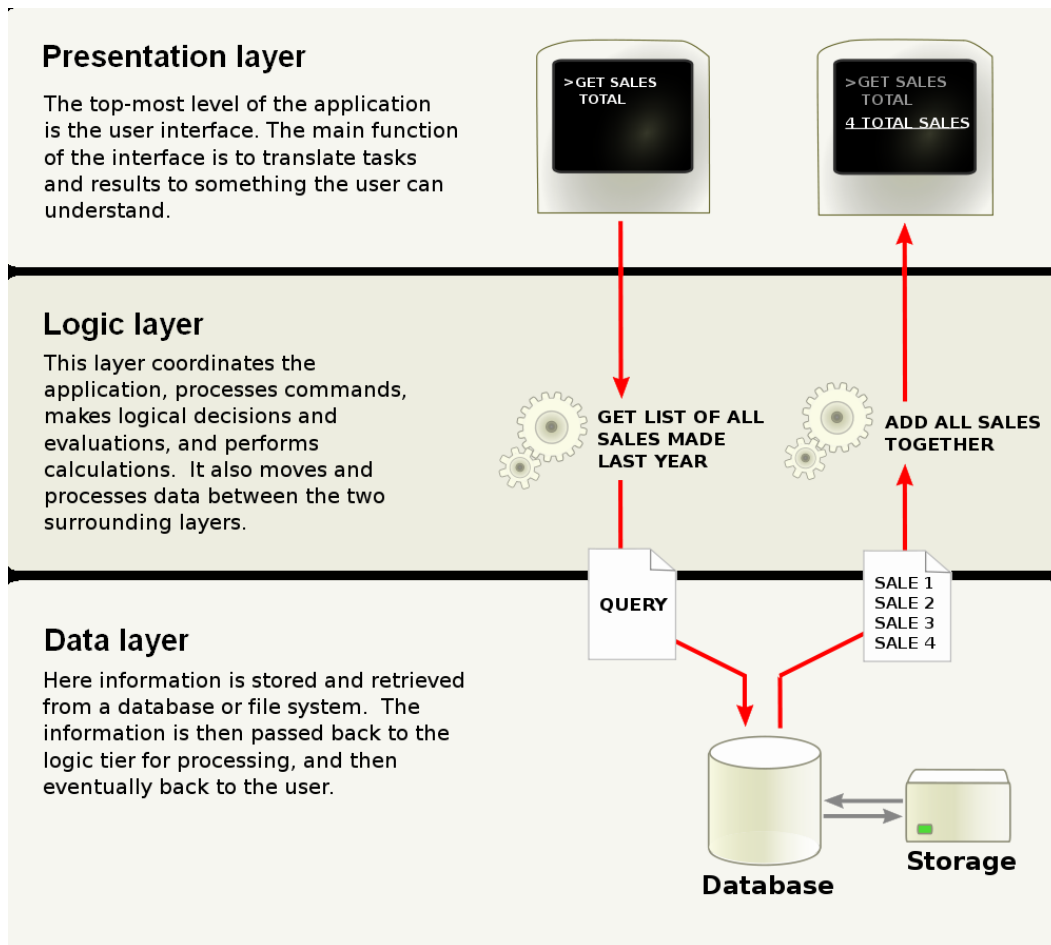 Presentation layer
The top-most level of the application
is the user interface. The main function
of the interface is to translate tasks
and results to something the user can
understand.
>GET SALES
TOTAL
>GET SALES
TOTAL
4 TOTAL SALES
Logic layer
This layer coordinates the
application, processes commands,
makes logical decisions and
evaluations, and performs
calculations.  It also moves and
processes data between the two
surrounding layers.
GET LIST OF ALL
SALES MADE
LAST YEAR
ADD ALL SALES
TOGETHER
QUERY
SALE 1
SALE 2
SALE 3
SALE 4
Data layer
Here information is stored and retrieved
from a database or file system.  The
information is then passed back to the
logic tier for processing, and then
eventually back to the user.
Database
Storage